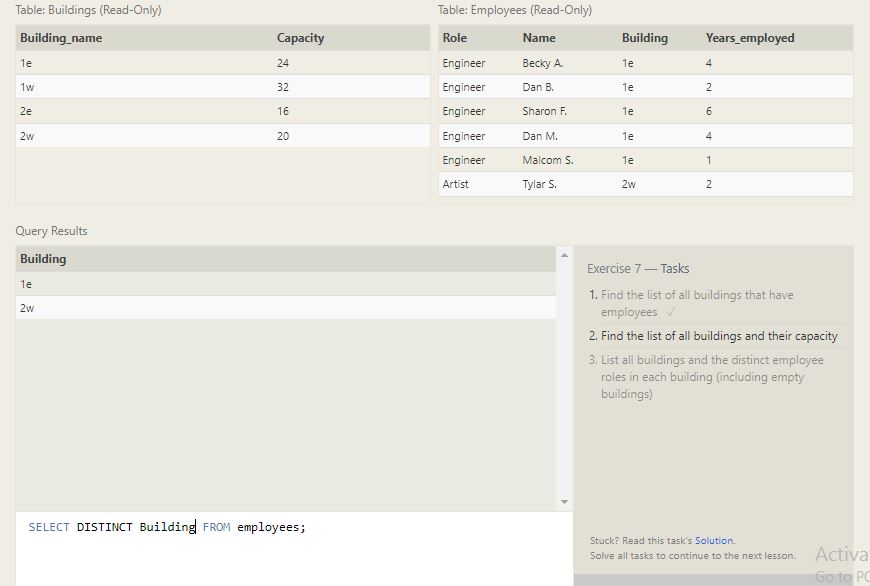 Table: Buildings (Read-Only)
Building_name Capacity
1e 24
1w 32
2e 16
2w 20
Table: Employees (Read-Only)
Role Name Building Years_employed
Engineer Becky A. 1e 4
Engineer Dan B. 1e 2
Engineer Sharon F. 1e 6
Engineer Dan M. 1e 4
Engineer Malcom S. 1e 1
Artist Tylar S. 2w 2
Query Results
Building
1e
2w
SELECT DISTINCT Building FROM employees;
Exercise 7 — Tasks
1. Find the list of all buildings that have
employees ✓
2. Find the list of all buildings and their capacity
3. List all buildings and the distinct employee
roles in each building (including empty
buildings)
Stuck? Read this task's Solution.
Solve all tasks to continue to the next lesson.
Activa
Go to PC